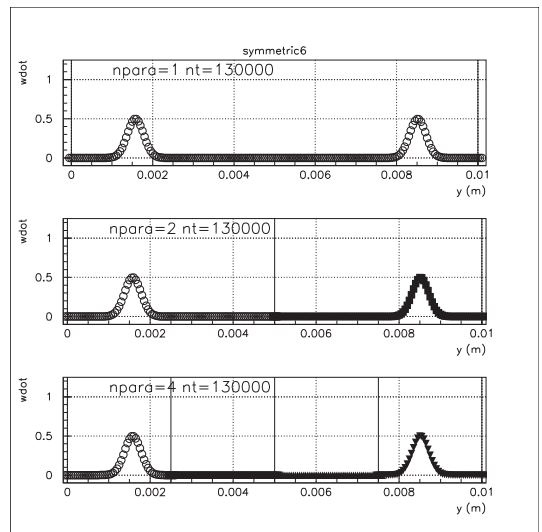 symmetric6
npara=1 nt=130000
wdot
1
0.5
0
0 0.002 0.004 0.006 0.008 0.01
y (m)
npara=2 nt=130000
wdot
1
0.5
0
0 0.002 0.004 0.006 0.008 0.01
y (m)
npara=4 nt=130000
wdot
1
0.5
0
0 0.002 0.004 0.006 0.008 0.01
y (m)